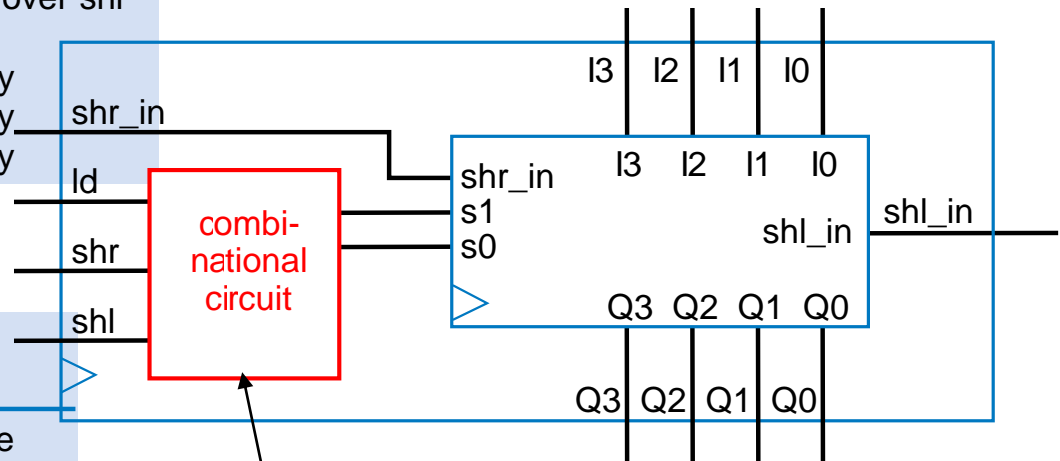 over shl
y
y
y
I3 I2 I1 I0
shr_in
ld
shr
shl
combi-
national
circuit
shr_in
s1
s0
I3 I2 I1 I0
shl_in
shl_in
Q3 Q2 Q1 Q0
Q3 Q2 Q1 Q0
e